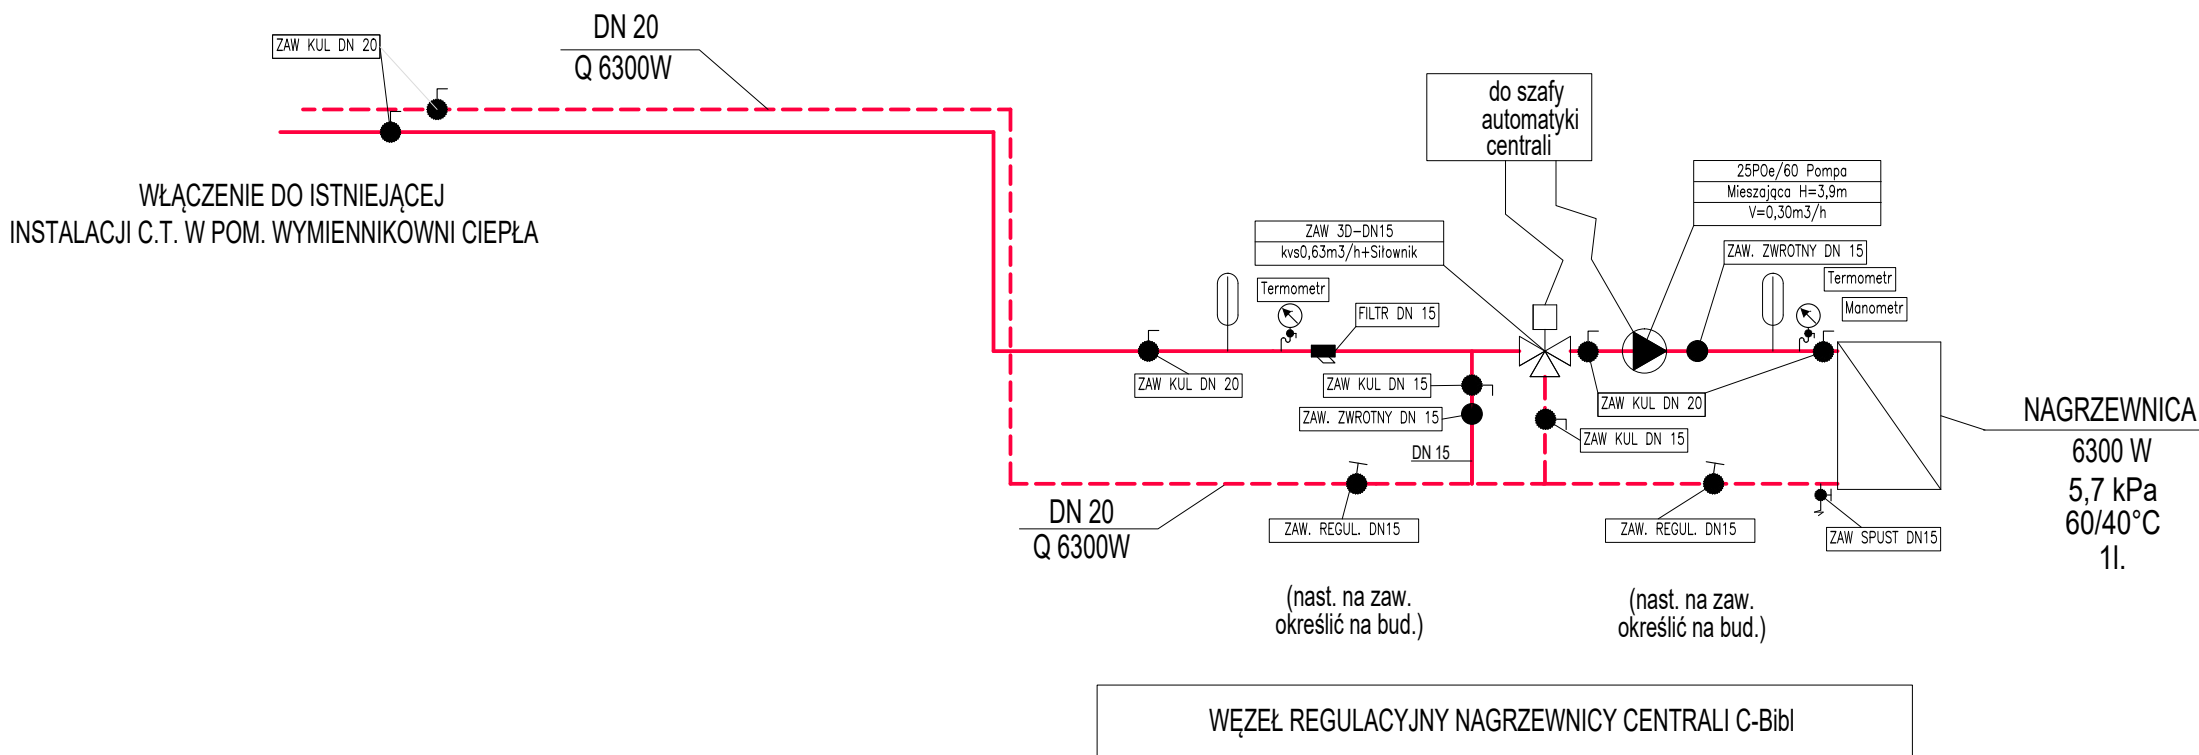 ZAW KUL DN 20
DN 20
Q 6300W
WŁĄCZENIE DO ISTNIEJĄCEJ
INSTALACJI C.T. W POM. WYMIENNIKOWNI CIEPŁA
do szafy
automatyki
centrali
25POe/60 Pompa
Mieszająca H=3,9m
V=0,30m3/h
ZAW 3D-DN15
kvs0,63m3/h+Siłownik
ZAW. ZWROTNY DN 15
Termometr
Termometr
Manometr
FILTR DN 15
ZAW KUL DN 20
ZAW KUL DN 15
ZAW. ZWROTNY DN 15
DN 15
ZAW KUL DN 20
ZAW KUL DN 15
NAGRZEWNICA
6300 W
5,7 kPa
60/40°C
1l.
DN 20
Q 6300W
ZAW. REGUL. DN15
ZAW. REGUL. DN15
ZAW SPUST DN15
(nast. na zaw.
określić na bud.)
(nast. na zaw.
określić na bud.)
WĘZEŁ REGULACYJNY NAGRZEWNICY CENTRALI C-Bibl